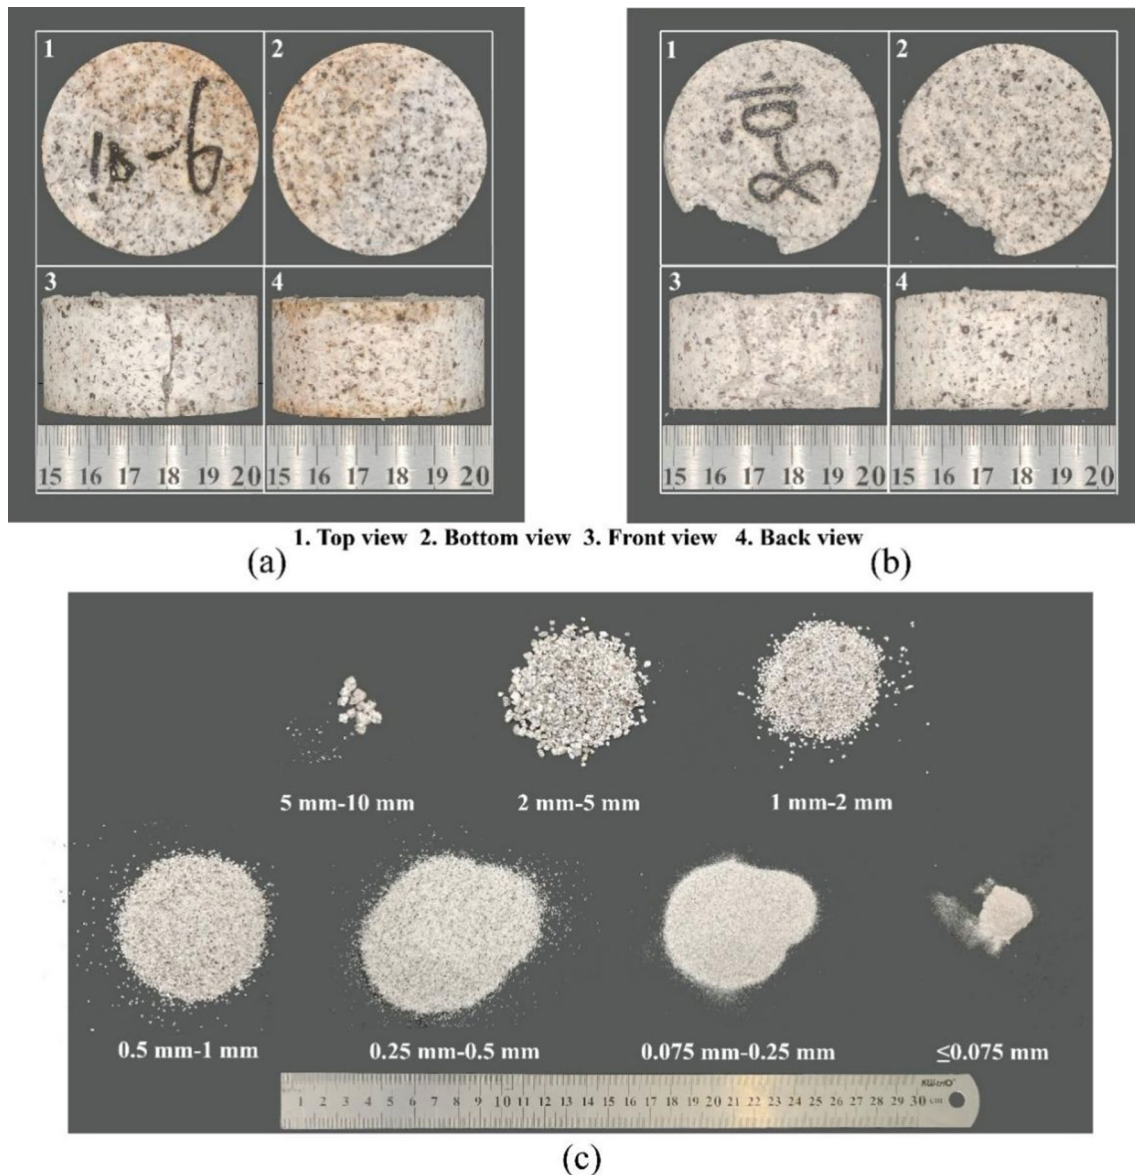 1
2
1
2
1B-6
3
4
3
4
15 16 17 18 19 20
15 16 17 18 19 20
15 16 17 18 19 20
15 16 17 18 19 20
1. Top view 2. Bottom view 3. Front view 4. Back view
(a)
(b)
5 mm-10 mm
2 mm-5 mm
1 mm-2 mm
0.5 mm-1 mm
0.25 mm-0.5 mm
0.075 mm-0.25 mm
≤0.075 mm
1 2 3 4 5 6 7 8 9 10 11 12 13 14 15 16 17 18 19 20 21 22 23 24 25 26 27 28 29 30 cm
(c)